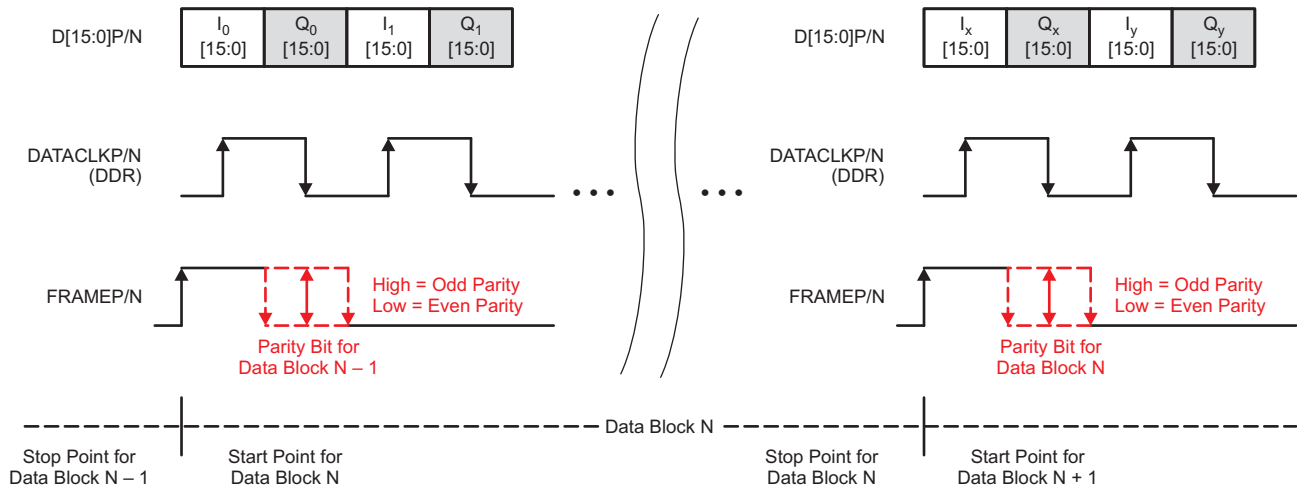 D[15:0]P/N
I0 [15:0]
Q0 [15:0]
I1 [15:0]
Q1 [15:0]
D[15:0]P/N
Ix [15:0]
Qx [15:0]
Iy [15:0]
Qy [15:0]
DATACLKP/N
(DDR)
DATACLKP/N
(DDR)
FRAMEP/N
High = Odd Parity
Low = Even Parity
Parity Bit for
Data Block N – 1
FRAMEP/N
High = Odd Parity
Low = Even Parity
Parity Bit for
Data Block N
Data Block N
Stop Point for
Data Block N – 1
Start Point for
Data Block N
Stop Point for
Data Block N
Start Point for
Data Block N + 1